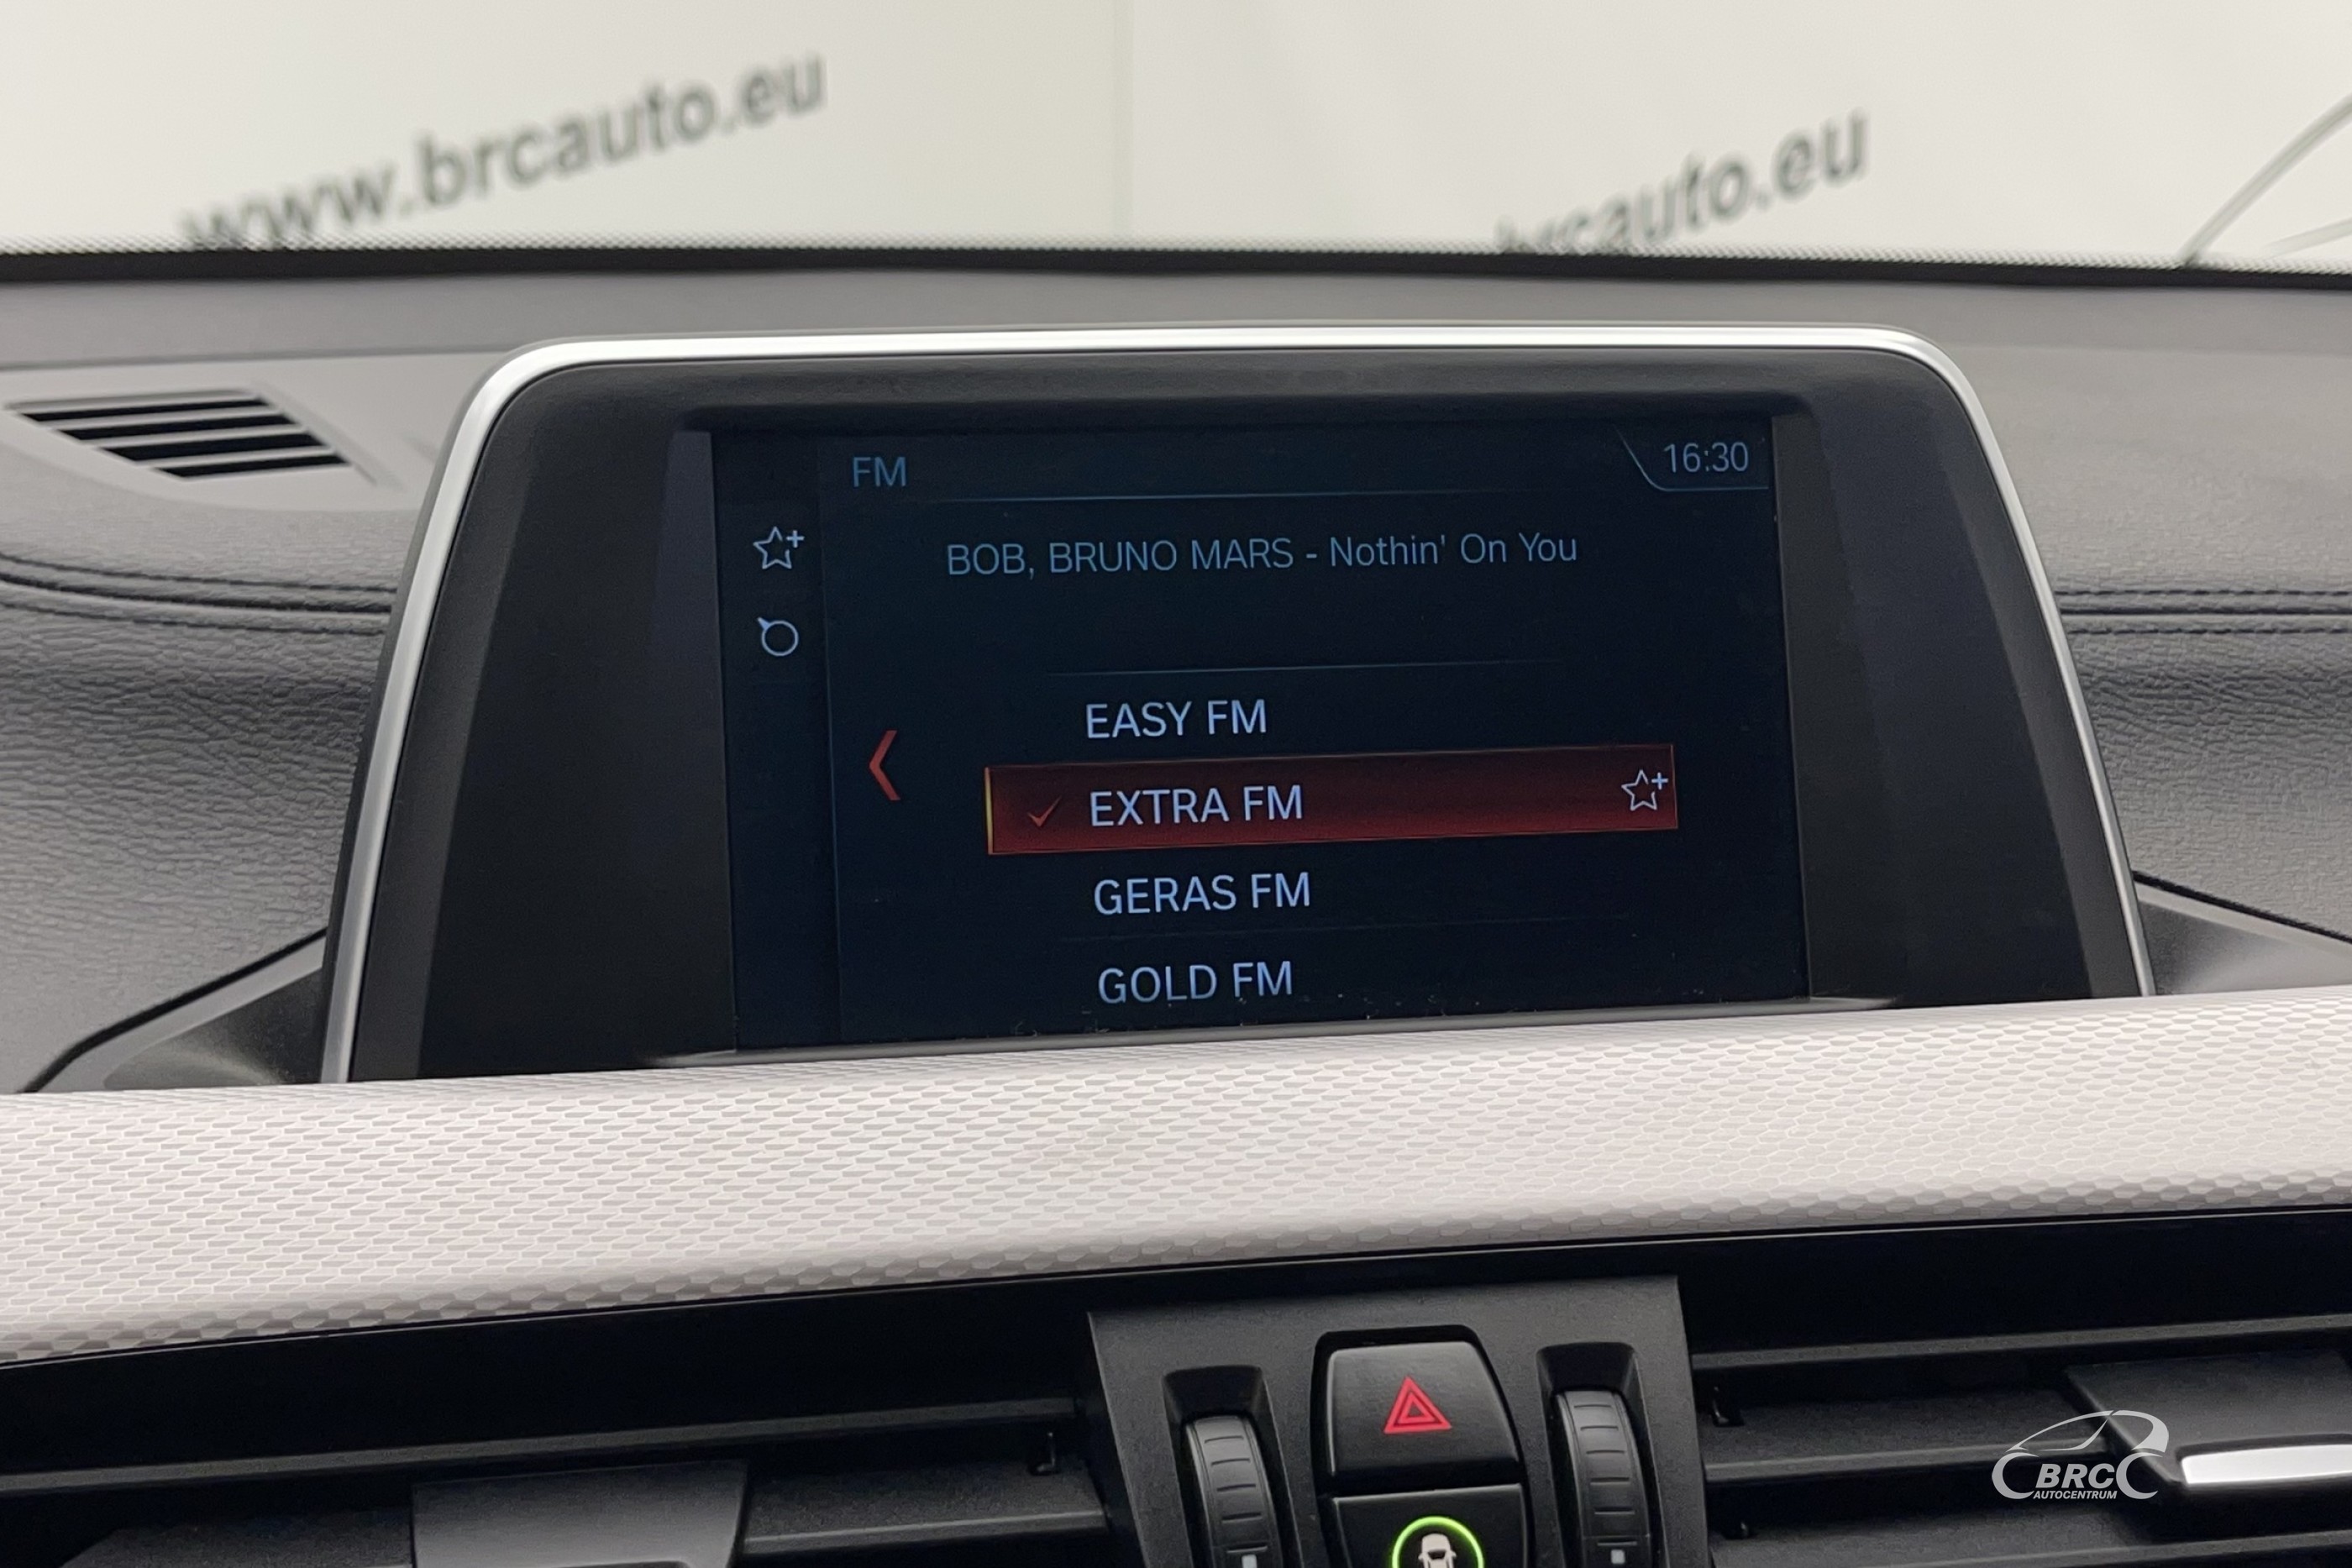 www.brcauto.eu
brcauto.eu
FM
16:30
BOB, BRUNO MARS - Nothin' On You
EASY FM
EXTRA FM
GERAS FM
GOLD FM
BRC
AUTOCENTRUM